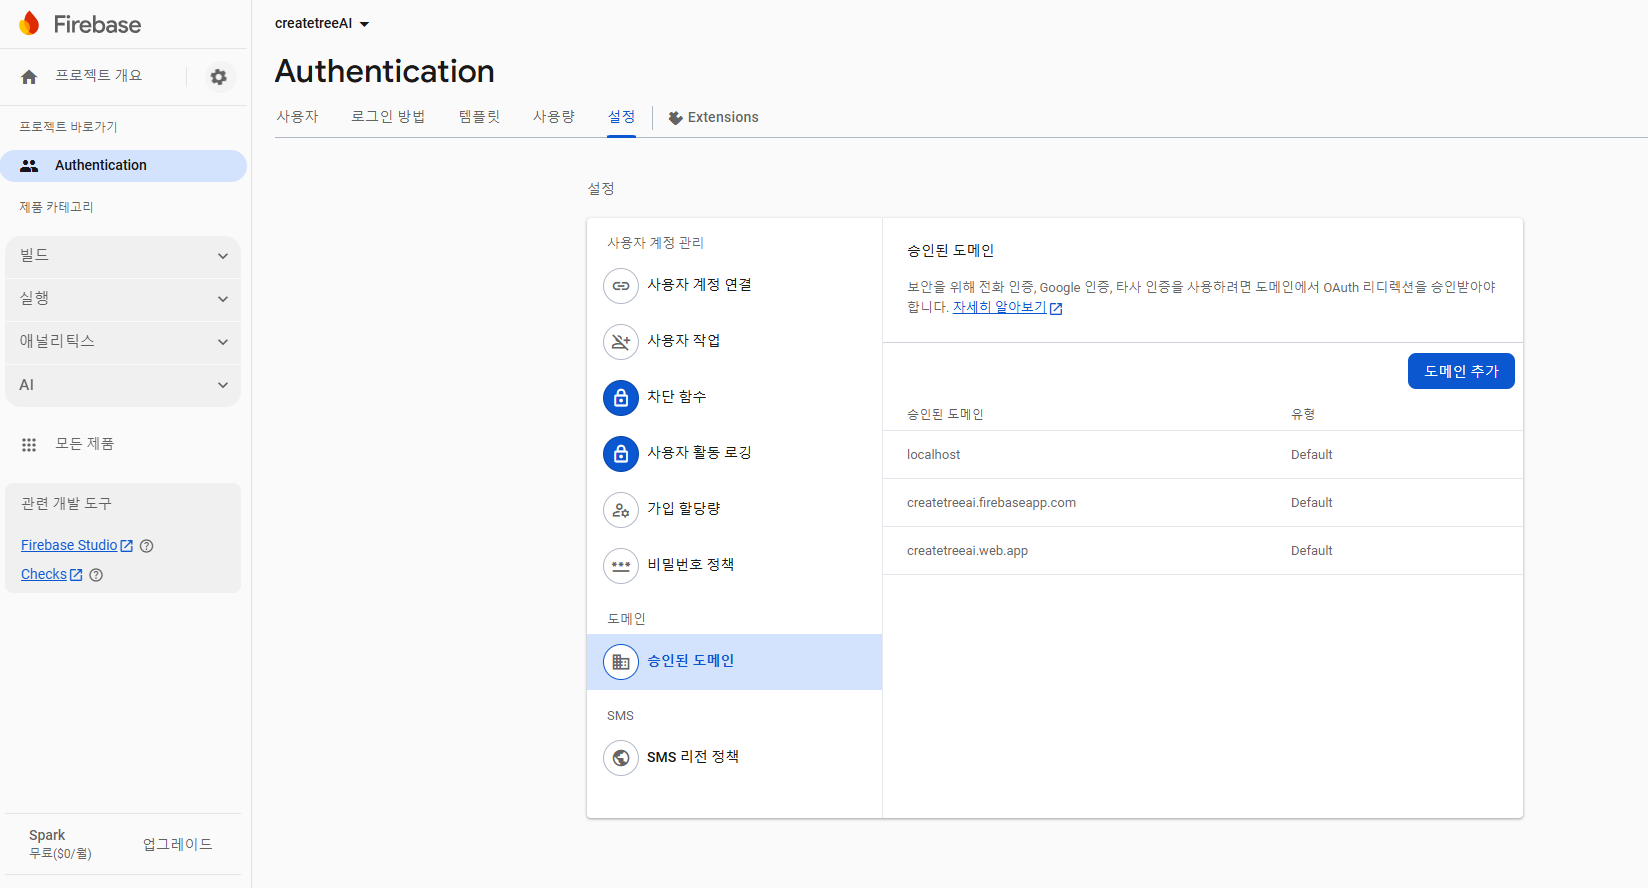 Firebase
프로젝트 개요
프로젝트 바로가기
Authentication
제품 카테고리
빌드
실행
애널리틱스
AI
모든 제품
관련 개발 도구
Firebase Studio
Checks
Spark
무료($0/월)
업그레이드
createtreeAI
Authentication
사용자 로그인 방법 템플릿 사용량 설정 Extensions
설정
사용자 계정 관리
사용자 계정 연결
사용자 작업
차단 함수
사용자 활동 로깅
가입 할당량
비밀번호 정책
도메인
승인된 도메인
SMS
SMS 리전 정책
승인된 도메인
보안을 위해 전화 인증, Google 인증, 타사 인증을 사용하려면 도메인에서 OAuth 리디렉션을 승인받아야
합니다. 자세히 알아보기
도메인 추가
승인된 도메인 유형
localhost Default
createtreeai.firebaseapp.com Default
createtreeai.web.app Default